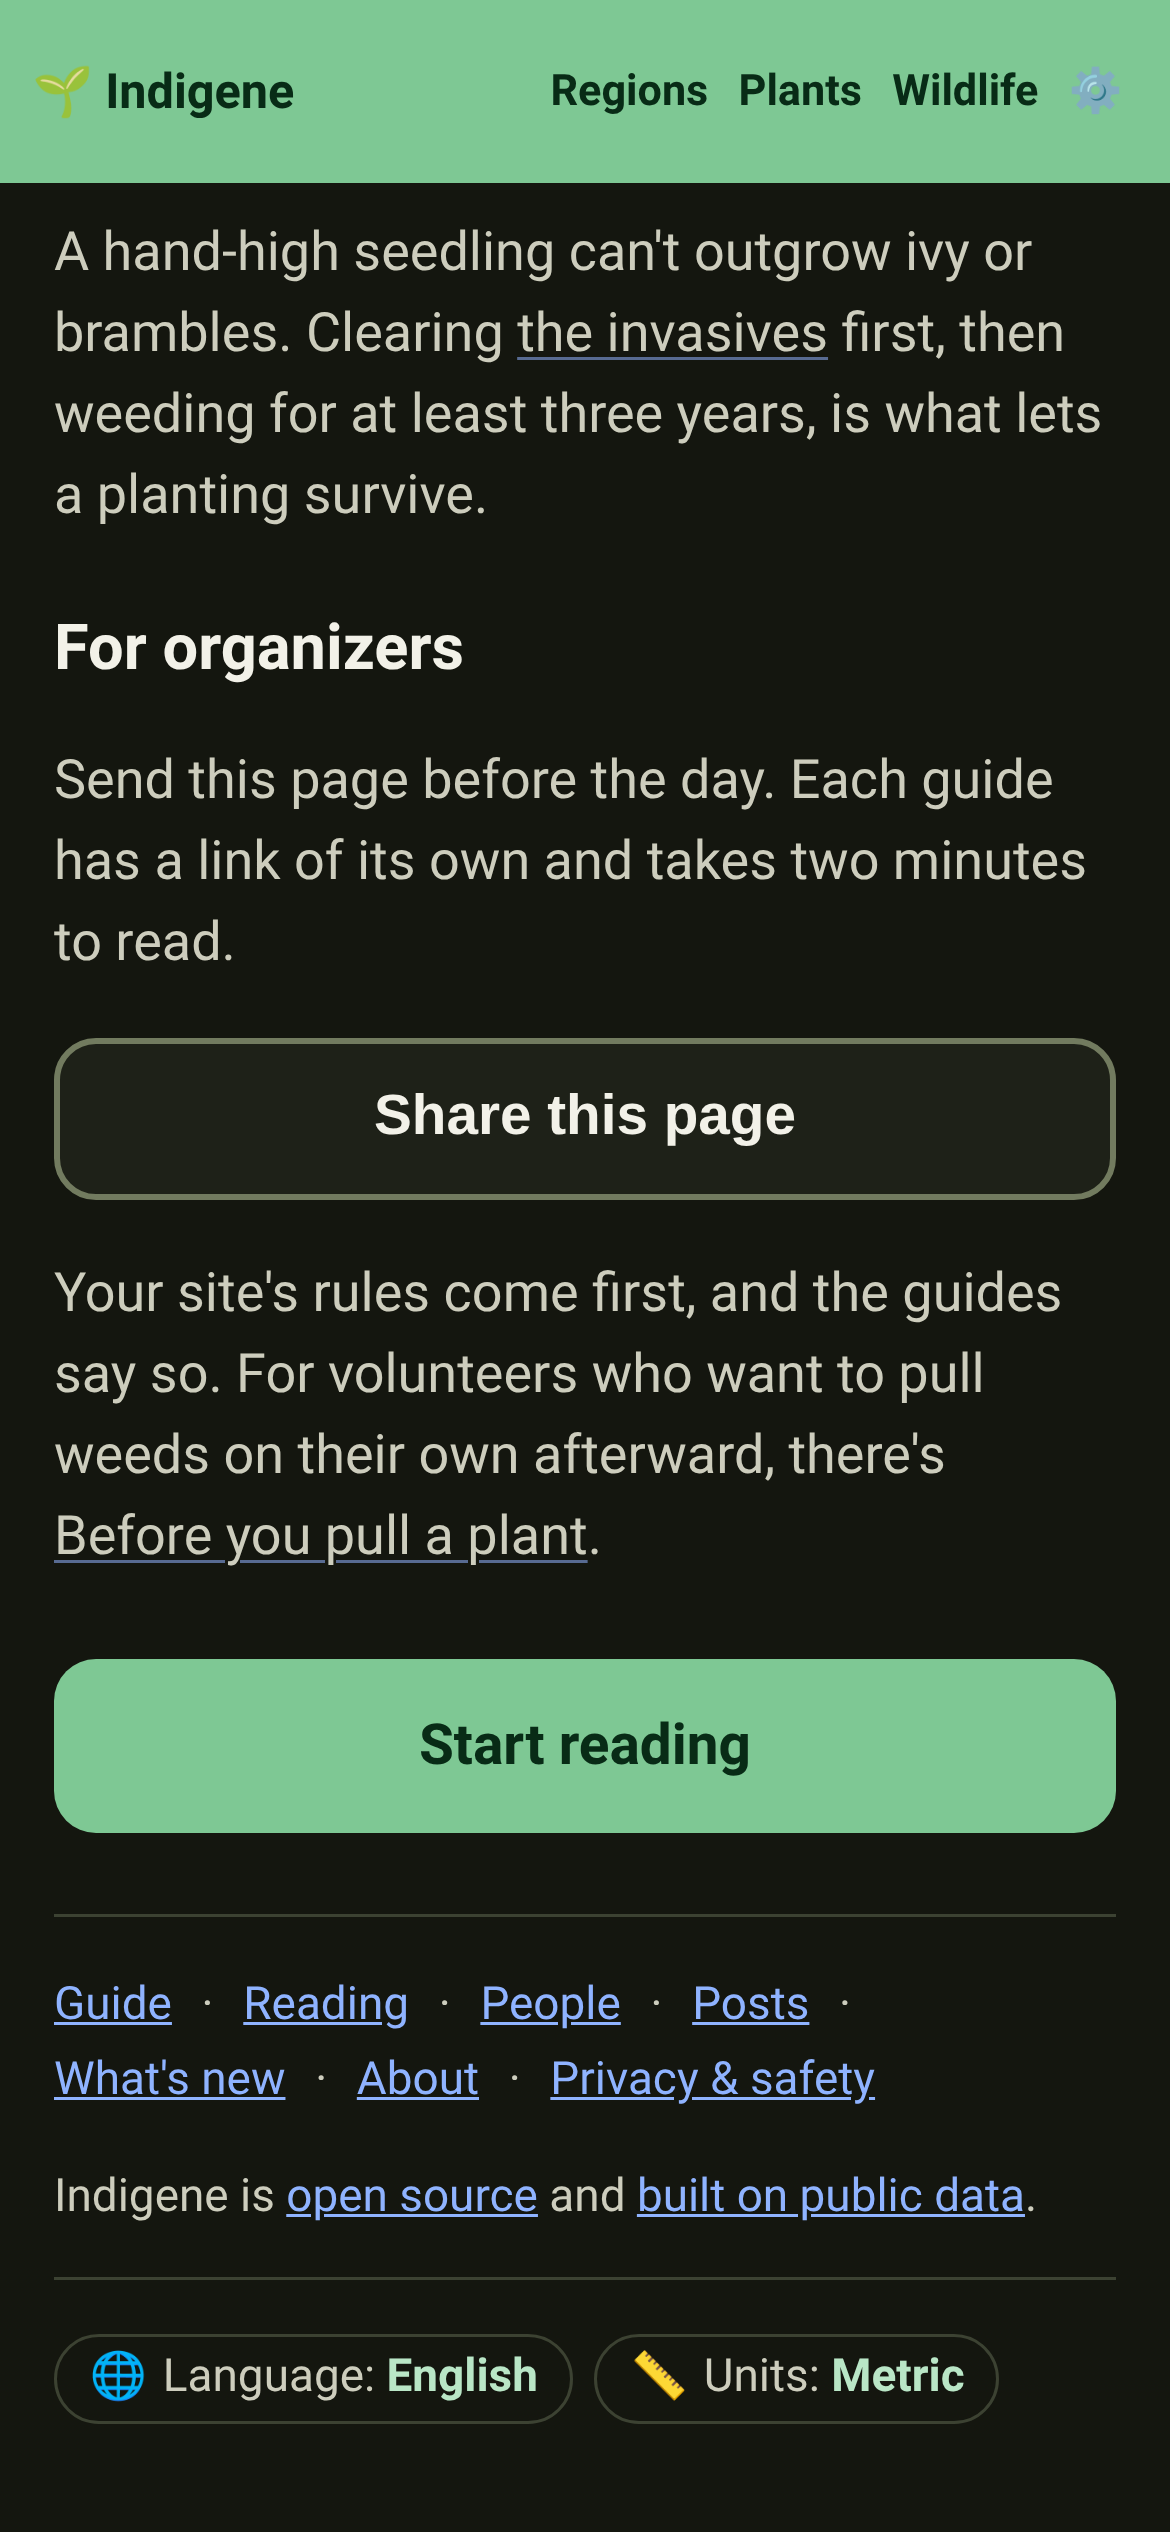 Indigene
Regions Plants Wildlife
A hand-high seedling can't outgrow ivy or
brambles. Clearing the invasives first, then
weeding for at least three years, is what lets
a planting survive.
For organizers
Send this page before the day. Each guide
has a link of its own and takes two minutes
to read.
Share this page
Your site's rules come first, and the guides
say so. For volunteers who want to pull
weeds on their own afterward, there's
Before you pull a plant.
Start reading
Guide · Reading · People · Posts ·
What's new · About · Privacy & safety
Indigene is open source and built on public data.
Language: English
Units: Metric